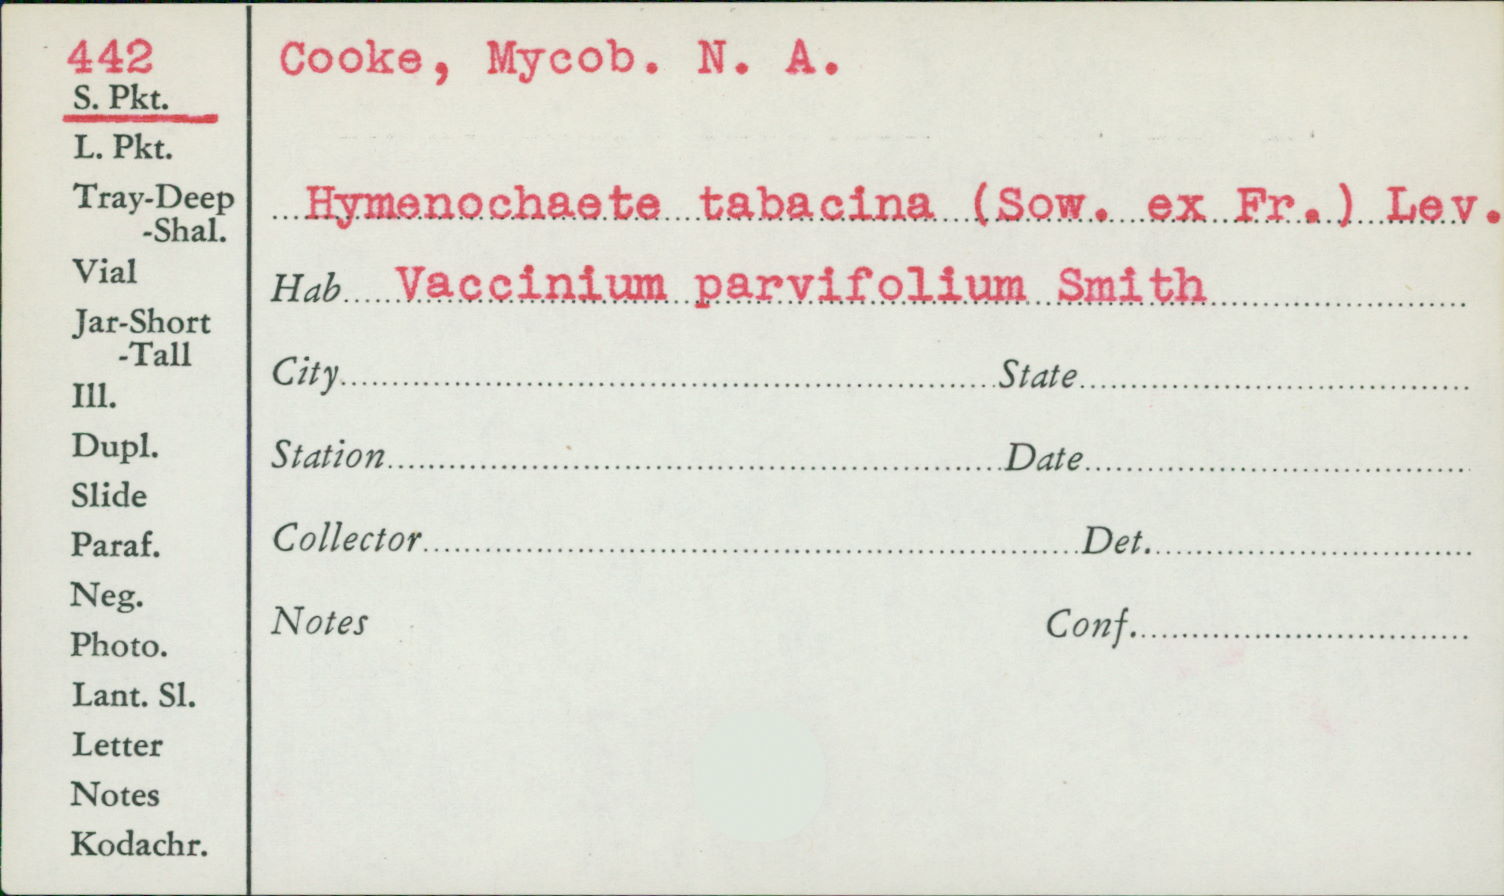 442
S. Pkt.
L. Pkt.
Tray-Deep
-Shal.
Vial
Jar-Short
-Tall
Ill.
Dupl.
Slide
Paraf.
Neg.
Photo.
Lant. Sl.
Letter
Notes
Kodachr.
Cooke, Mycob. N. A.
Hymenochaete tabacina (Sow. ex Fr.) Lev.
Hab Vaccinium parvifolium Smith
City State
Station Date
Collector Det.
Notes Conf.